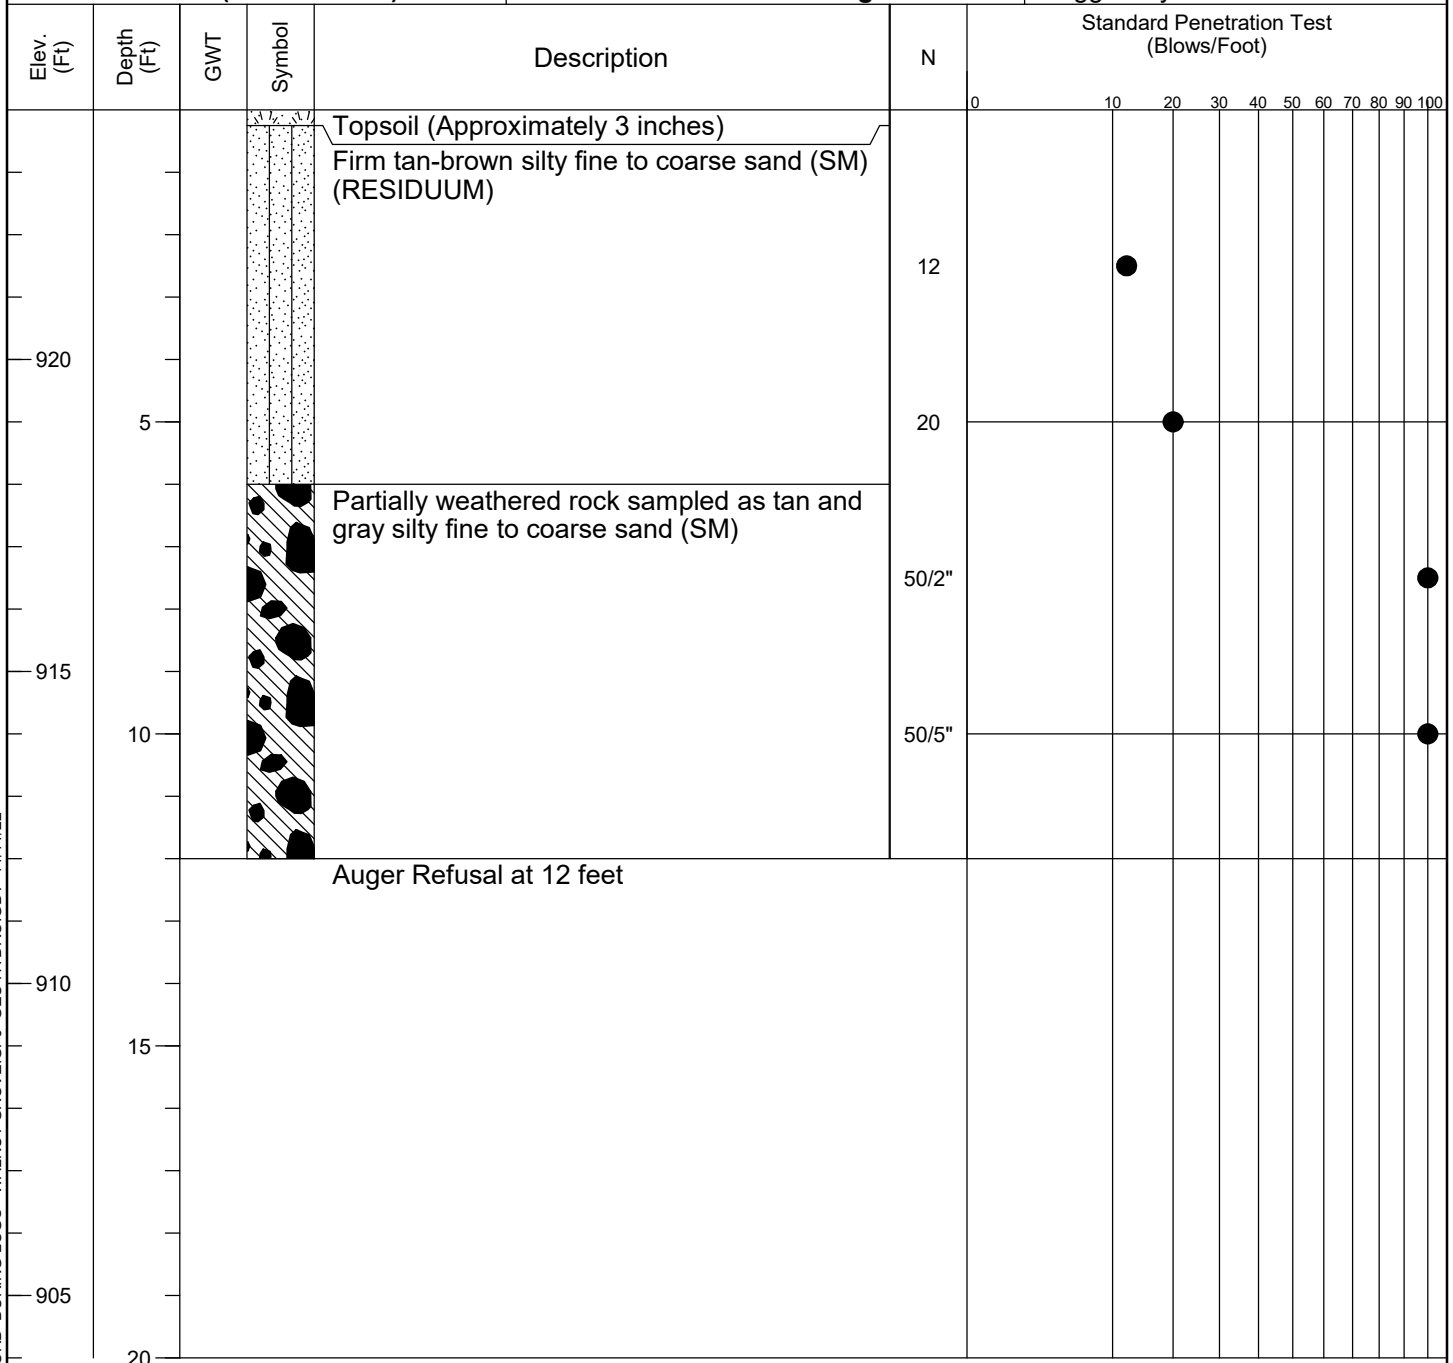 Elev.
(Ft)
Depth
(Ft)
GWT
Symbol
Description
N
Standard Penetration Test
(Blows/Foot)
0 10 20 30 40 50 60 70 80 90 100
Topsoil (Approximately 3 inches)
Firm tan-brown silty fine to coarse sand (SM)
(RESIDUUM)
12
920
5
20
Partially weathered rock sampled as tan and
gray silty fine to coarse sand (SM)
50/2"
915
10
50/5"
Auger Refusal at 12 feet
910
15
905
20